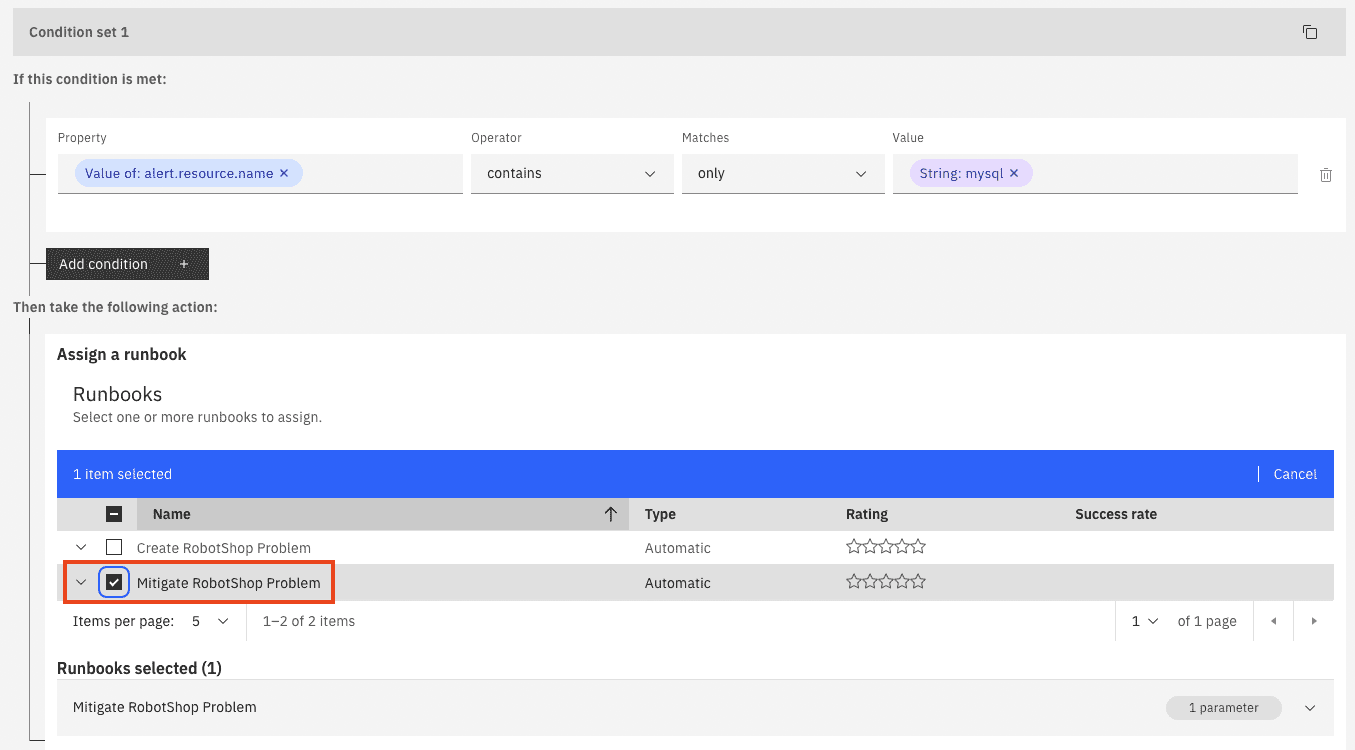 Condition set 1
If this condition is met:
Property Operator Matches Value
Value of: alert.resource.name × contains only String: mysql ×
Add condition +
Then take the following action:
Assign a runbook
Runbooks
Select one or more runbooks to assign.
1 item selected Cancel
Name Type Rating Success rate
Create RobotShop Problem Automatic
Mitigate RobotShop Problem Automatic
Items per page: 5 1–2 of 2 items 1 of 1 page
Runbooks selected (1)
Mitigate RobotShop Problem 1 parameter